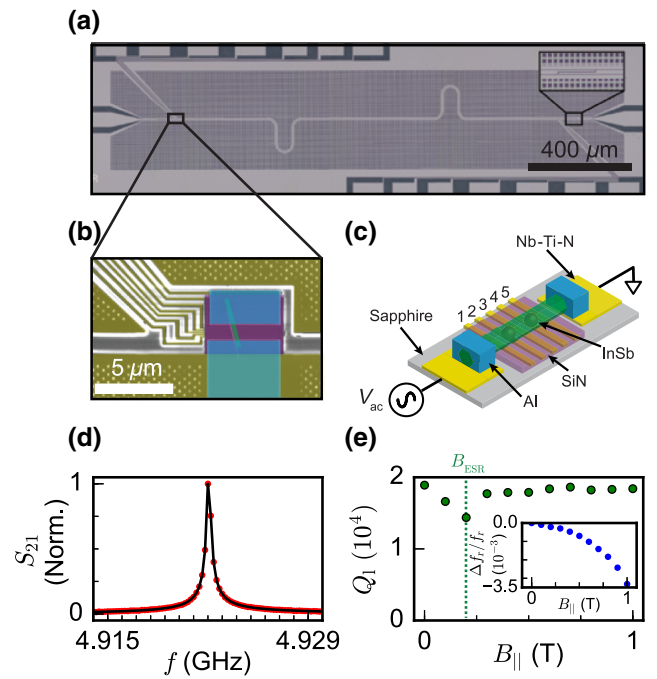 (a)
400 μm
(b)
5 μm
(c)
Nb-Ti-N
Sapphire
1 2 3 4 5
InSb
SiN
Al
V_ac
(d)
S_21 (Norm.)
1
0
4.915
4.929
f (GHz)
(e)
B_ESR
Q_1 (10^4)
2
1
0
0
1
B_|| (T)
Δf_r/f_r (10^-3)
0.0
-3.5
0
1
B_|| (T)